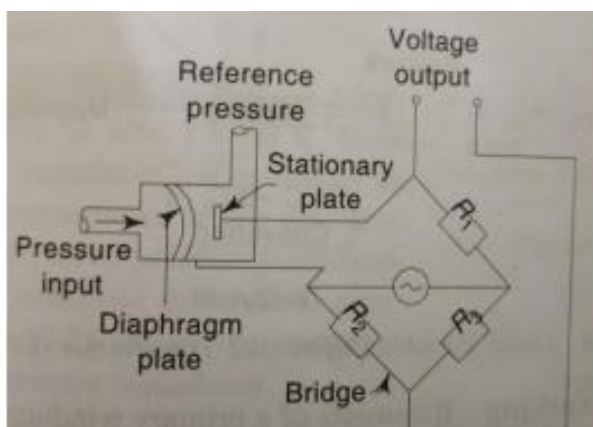 Voltage
output
Reference
pressure
Stationary
plate
R1
Pressure
input
Diaphragm
plate
R2
R3
Bridge